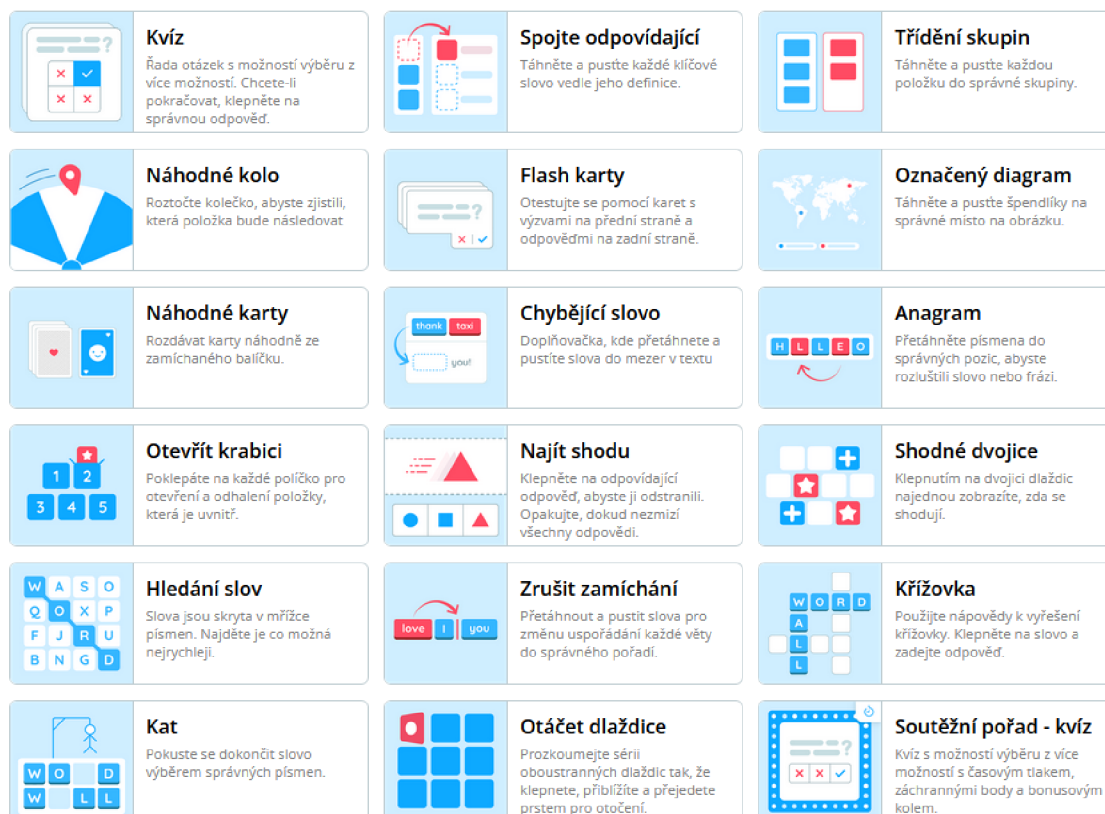 Kvíz
Řada otázek s možností výběru z
více možností. Chcete-li
pokračovat, klepněte na
správnou odpověď.
Spojte odpovídající
Táhněte a pusťte každé klíčové
slovo vedle jeho definice.
Třídění skupin
Táhněte a pusťte každou
položku do správné skupiny.
Náhodné kolo
Roztočte kolečko, abyste zjistili,
která položka bude následovat
Flash karty
Otestujte se pomocí karet s
výzvami na přední straně a
odpověďmi na zadní straně.
Označený diagram
Táhněte a pusťte špendlíky na
správné místo na obrázku.
Náhodné karty
Rozdávat karty náhodně ze
zamíchaného balíčku.
thank taxi
you!
Chybějící slovo
Doplňovačka, kde přetáhnete a
pustíte slova do mezer v textu
H L L E O
Anagram
Přetáhněte písmena do
správných pozic, abyste
rozluštili slovo nebo frázi.
1 2
3 4 5
Otevřít krabici
Poklepáte na každé políčko pro
otevření a odhalení položky,
která je uvnitř.
Najít shodu
Klepněte na odpovídající
odpověď, abyste ji odstranili.
Opakujte, dokud nezmizí
všechny odpovědi.
Shodné dvojice
Klepnutím na dvojici dlaždic
najednou zobrazíte, zda se
shodují.
W A S O
Q O X P
F J R U
B N G D
Hledání slov
Slova jsou skryta v mřížce
písmen. Najděte je co možná
nejrychleji.
love I you
Zrušit zamíchání
Přetáhnout a pustit slova pro
změnu uspořádání každé věty
do správného pořadí.
W O R D
A
L
L
Křížovka
Použijte nápovědy k vyřešení
křížovky. Klepněte na slovo a
zadejte odpověď.
W O D
W L L
Kat
Pokuste se dokončit slovo
výběrem správných písmen.
Otáčet dlaždice
Prozkoumejte sérii
oboustranných dlaždic tak, že
klepnete, přiblížíte a přejedete
prstem pro otočení.
?
Soutěžní pořad - kvíz
Kvíz s možností výběru z více
možností s časovým tlakem,
záchrannými body a bonusovým
kolem.